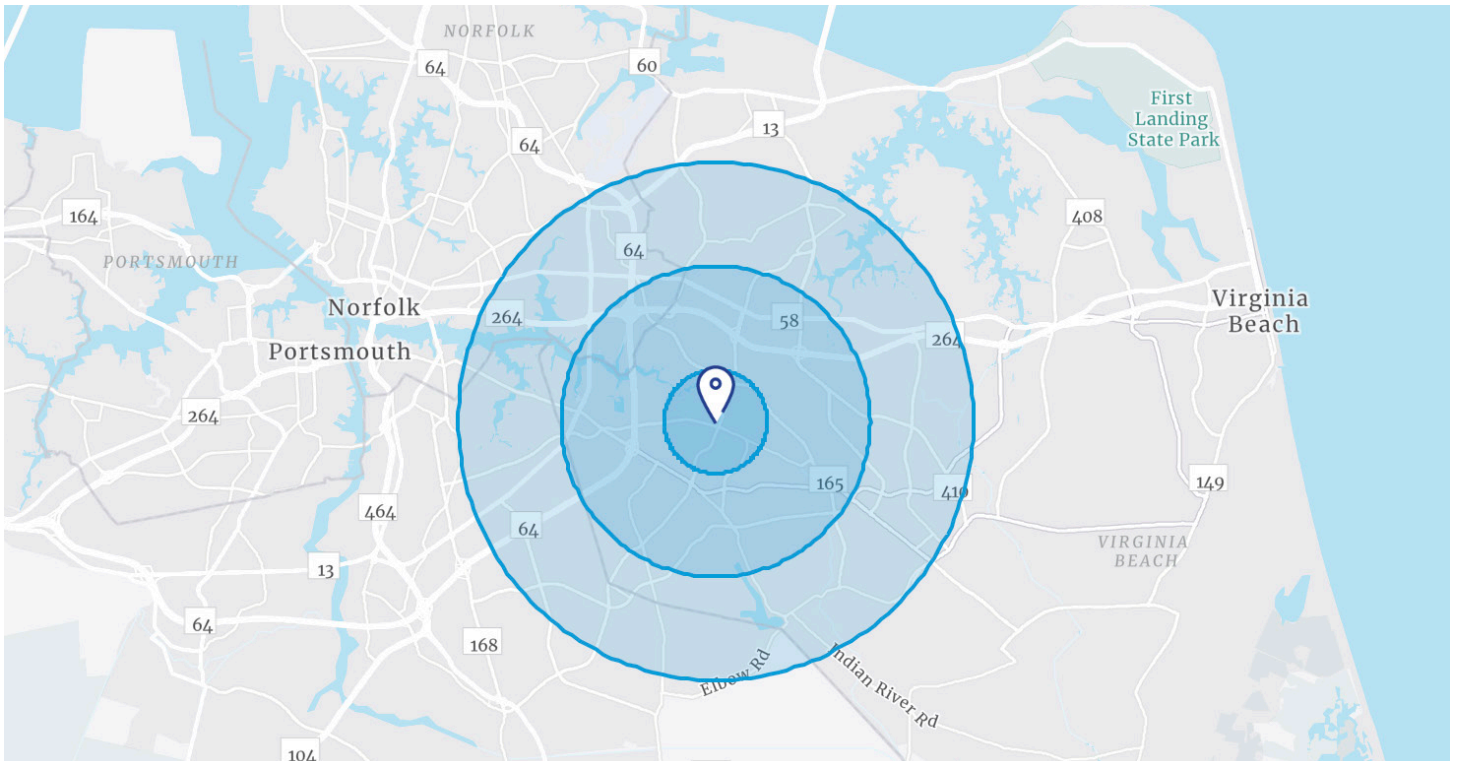 NORFOLK
64
60
First
Landing
State Park
13
64
164
408
PORTSMOUTH
64
Norfolk
264
58
Virginia
Beach
264
Portsmouth
264
165
149
410
464
64
VIRGINIA
BEACH
13
64
168
Elbow Rd
Indian River Rd
104